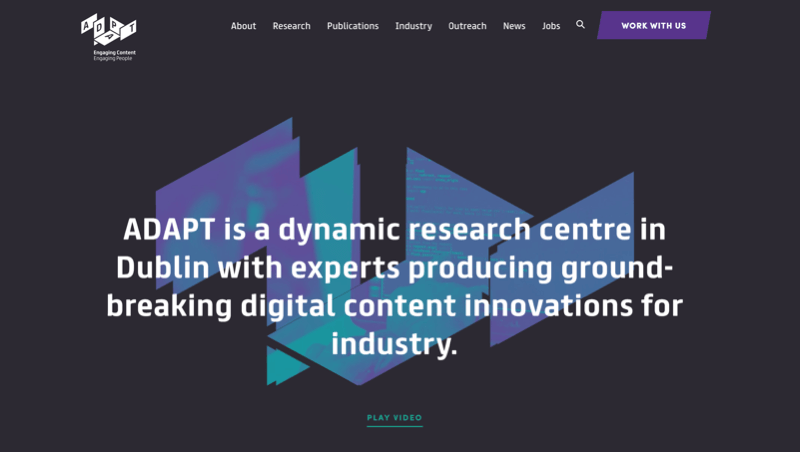 ADAPT
Engaging Content
Engaging People
About
Research
Publications
Industry
Outreach
News
Jobs
WORK WITH US
ADAPT is a dynamic research centre in
Dublin with experts producing ground-
breaking digital content innovations for
industry.
PLAY VIDEO